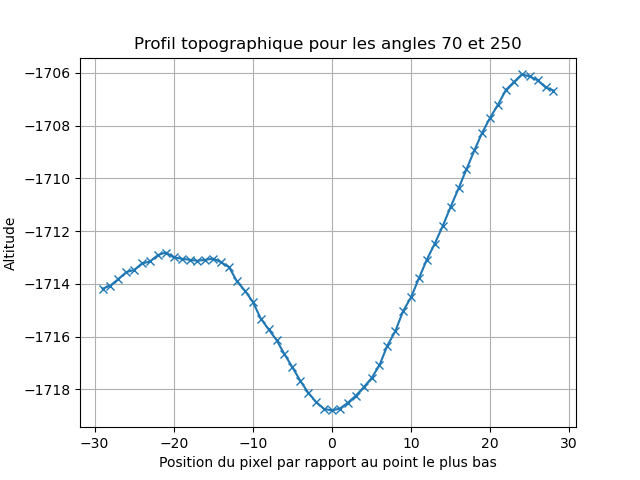 Profil topographique pour les angles 70 et 250
−1706
−1708
−1710
−1712
−1714
−1716
−1718
Altitude
−30 −20 −10 0 10 20 30
Position du pixel par rapport au point le plus bas